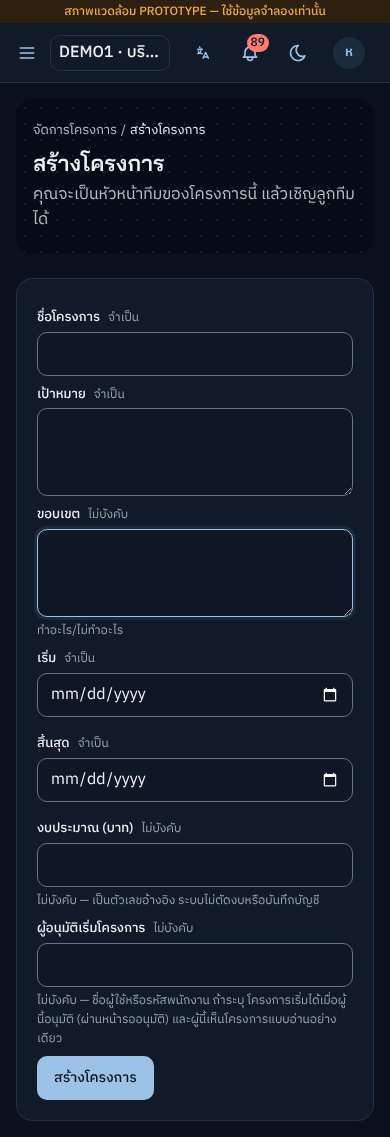 สภาพแวดล้อม PROTOTYPE — ใช้ข้อมูลจำลองเท่านั้น
DEMO1 · บริ...
89
ห
จัดการโครงการ / สร้างโครงการ
สร้างโครงการ
คุณจะเป็นหัวหน้าทีมของโครงการนี้ แล้วเชิญลูกทีม
ได้
ชื่อโครงการ จำเป็น
เป้าหมาย จำเป็น
ขอบเขต ไม่บังคับ
ทำอะไร/ไม่ทำอะไร
เริ่ม จำเป็น
mm/dd/yyyy
สิ้นสุด จำเป็น
mm/dd/yyyy
งบประมาณ (บาท) ไม่บังคับ
ไม่บังคับ — เป็นตัวเลขอ้างอิง ระบบไม่ตัดงบหรือบันทึกบัญชี
ผู้อนุมัติเริ่มโครงการ ไม่บังคับ
ไม่บังคับ — ชื่อผู้ใช้หรือรหัสพนักงาน ถ้าระบุ โครงการเริ่มได้เมื่อผู้
นี้อนุมัติ (ผ่านหน้ารออนุมัติ) และผู้นี้เห็นโครงการแบบอ่านอย่าง
เดียว
สร้างโครงการ